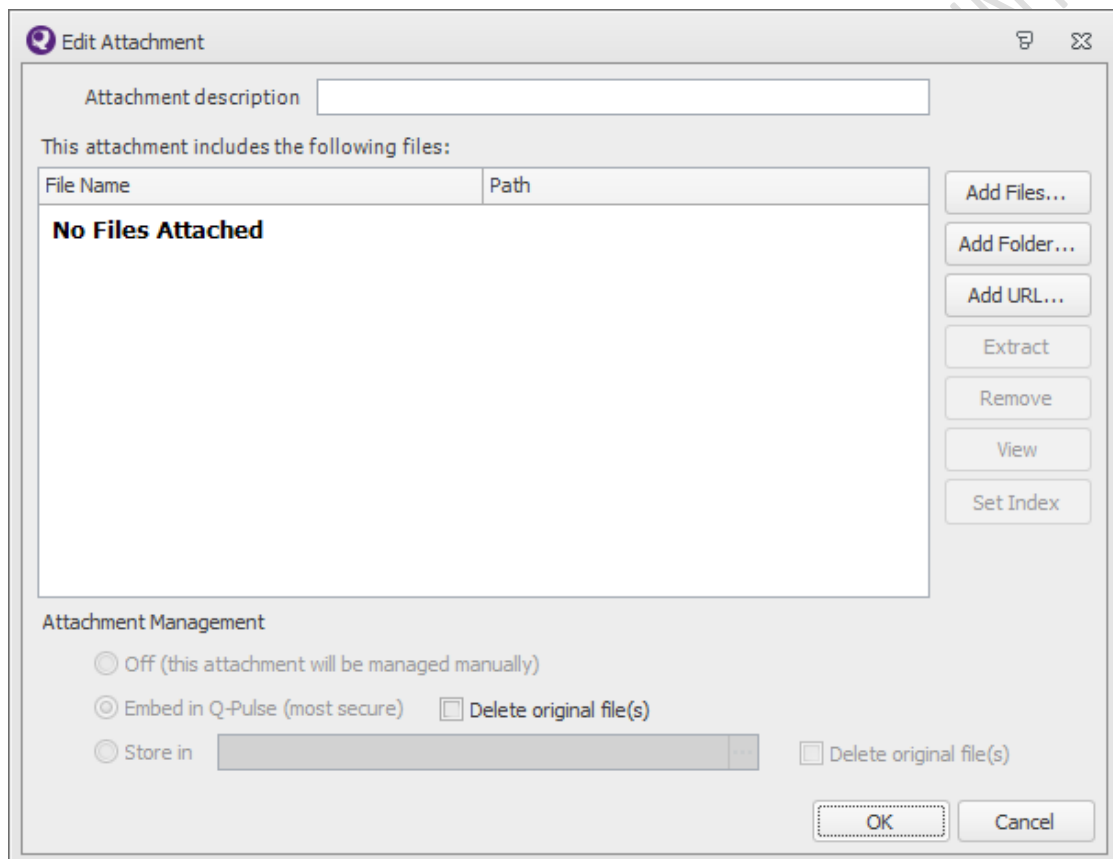 Edit Attachment
Attachment description
This attachment includes the following files:
File Name Path
No Files Attached
Add Files...
Add Folder...
Add URL...
Extract
Remove
View
Set Index
Attachment Management
Off (this attachment will be managed manually)
Embed in Q-Pulse (most secure) Delete original file(s)
Store in ... Delete original file(s)
OK Cancel